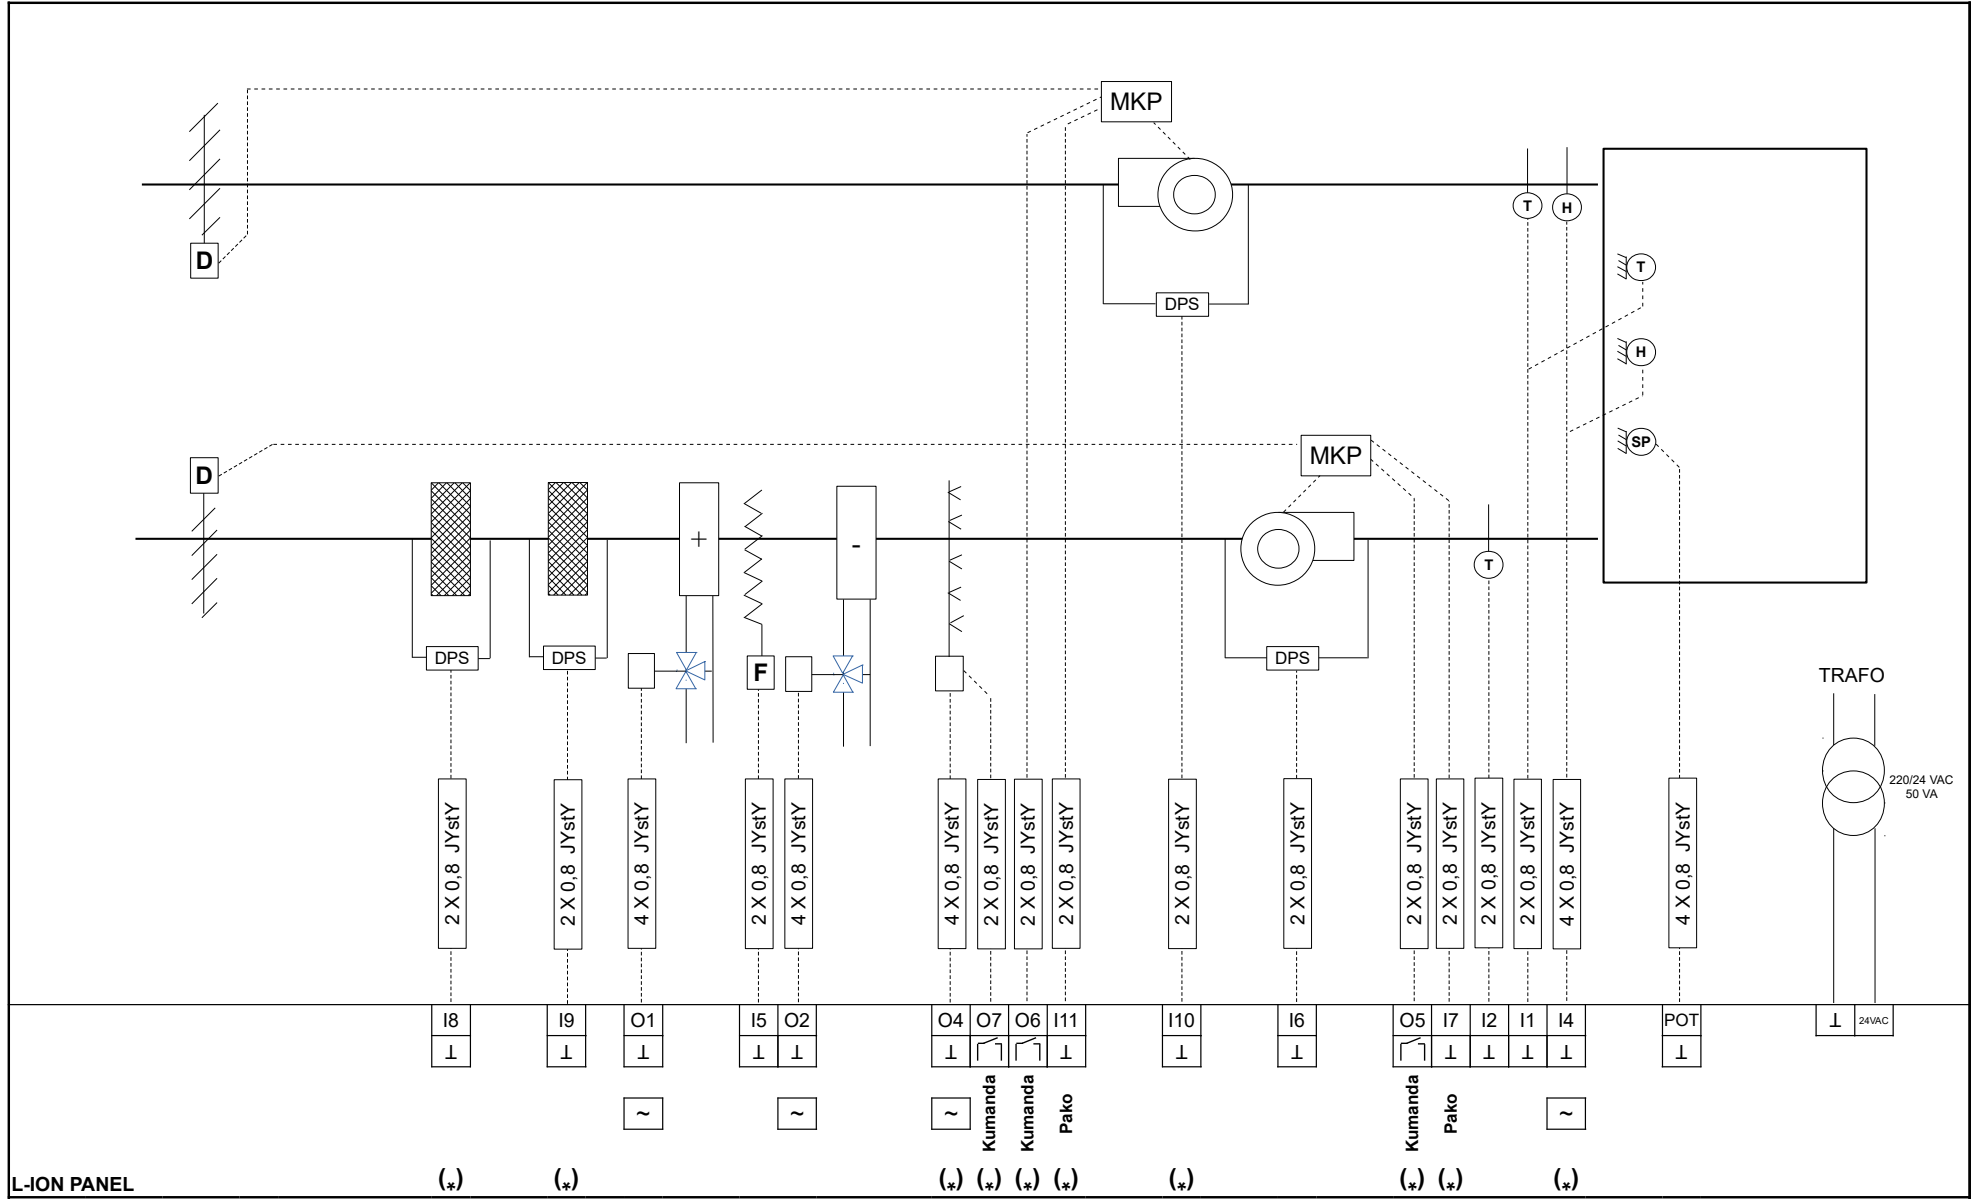 MKP
D
T
H
T
DPS
H
SP
MKP
D
+
-
T
DPS
DPS
F
DPS
TRAFO
220/24 VAC
50 VA
2 X 0,8 JYstY
2 X 0,8 JYstY
4 X 0,8 JYstY
2 X 0,8 JYstY
4 X 0,8 JYstY
4 X 0,8 JYstY
2 X 0,8 JYstY
2 X 0,8 JYstY
2 X 0,8 JYstY
2 X 0,8 JYstY
2 X 0,8 JYstY
2 X 0,8 JYstY
2 X 0,8 JYstY
2 X 0,8 JYstY
2 X 0,8 JYstY
4 X 0,8 JYstY
4 X 0,8 JYstY
I8 I9 O1 I5 O2 O4 O7 O6 I11 I10 I6 O5 I7 I2 I1 I4 POT ⊥ 24VAC
⊥ ⊥ ⊥ ⊥ ⊥ ⊥ ⊥ ⊥ ⊥ ⊥ ⊥ ⊥ ⊥ ⊥
~ ~ ~ Kumanda Kumanda Pako Kumanda Pako ~
L-ION PANEL (*) (*) (*) (*) (*) (*) (*) (*) (*) (*)